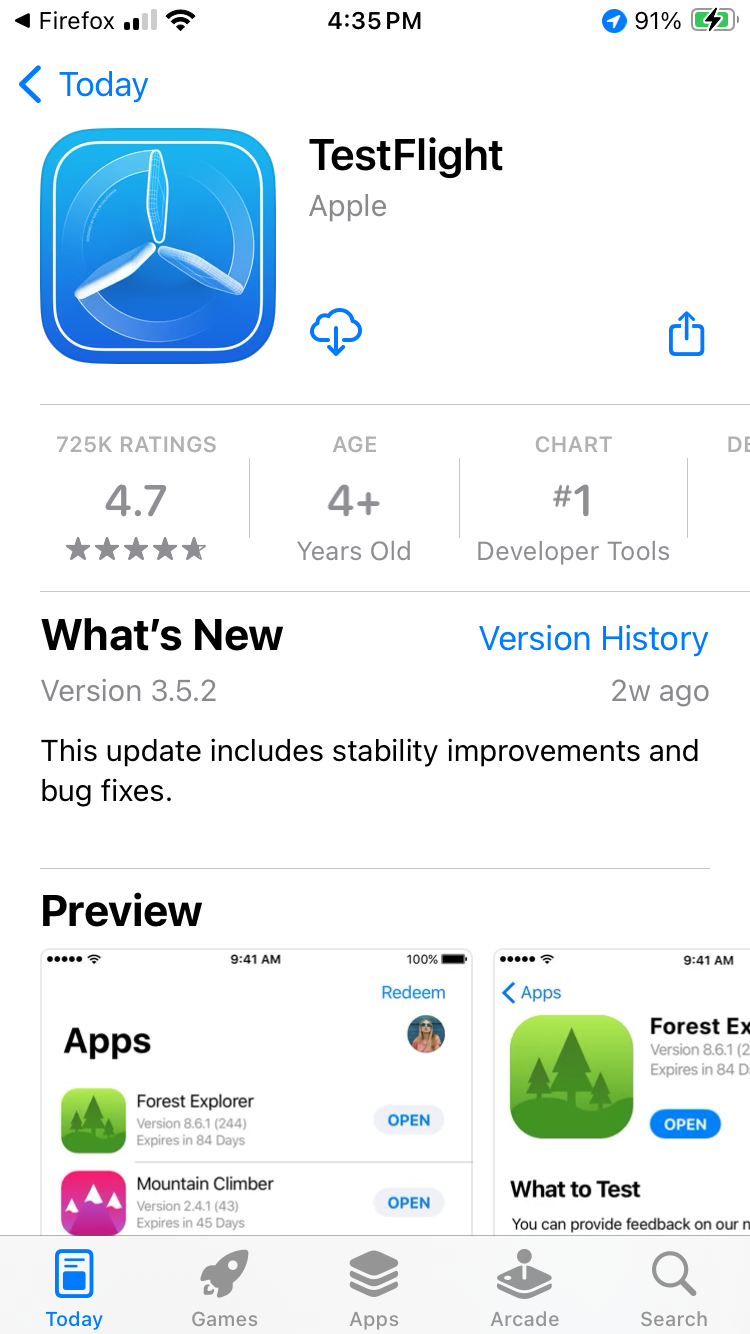 Firefox 4:35 PM 91%
Today
TestFlight
Apple
725K RATINGS AGE CHART DE
4.7 4+ #1
Years Old Developer Tools
What's New Version History
Version 3.5.2 2w ago
This update includes stability improvements and
bug fixes.
Preview
9:41 AM 100% 9:41 AM
Redeem Apps
Apps Forest Ex
Version 8.6.1 (2
Expires in 84 D
Forest Explorer
Version 8.6.1 (244)
Expires in 84 Days
OPEN OPEN
Mountain Climber
Version 2.4.1 (43)
Expires in 45 Days
OPEN
What to Test
You can provide feedback on our n
Today Games Apps Arcade Search